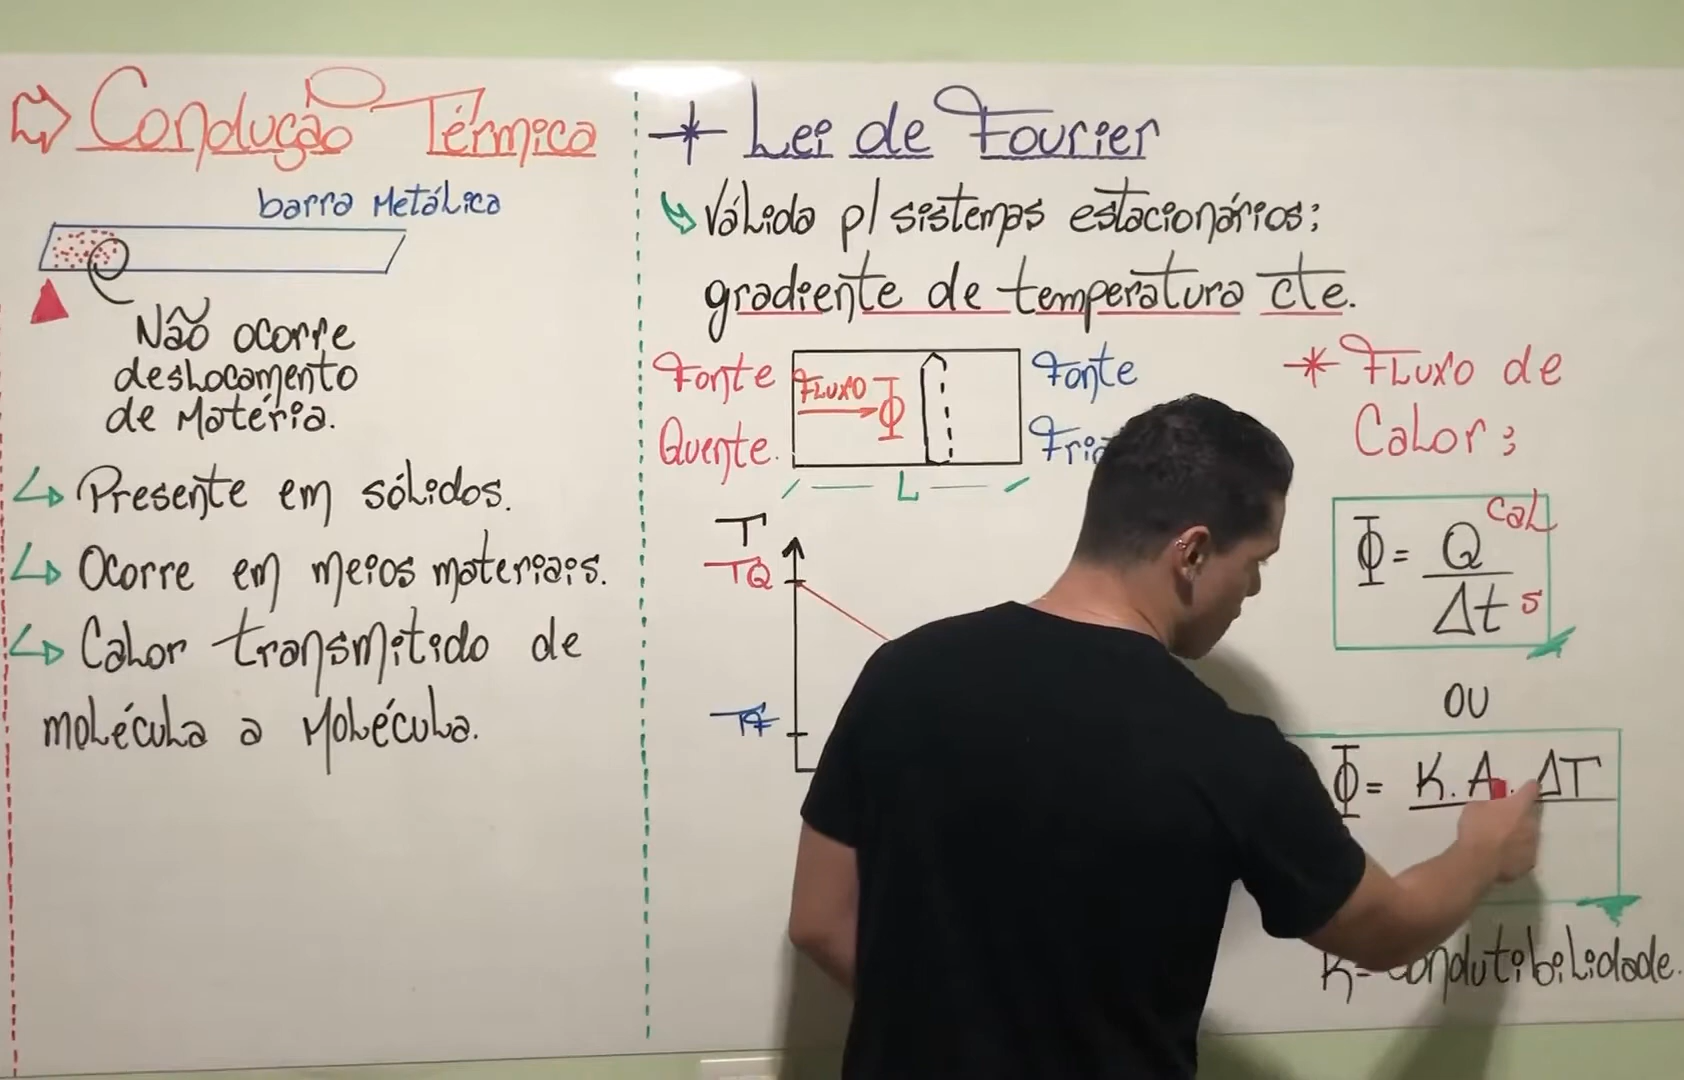 Condução Térmica
barra Metálica
Não ocorre
deslocamento
de Matéria.
Presente em sólidos.
Ocorre em meios materiais.
Calor transmitido de
molécula a Molécula.
* Lei de Fourier
Válida p/ sistemas estacionários;
gradiente de temperatura cte.
Fonte
Quente.
FLUXO Φ
Fonte
L
T
TQ
TF
* Fluxo de
Calor;
Φ = Q cal
Δt s
OU
Φ = K.A. ΔT
K= condutibilidade.